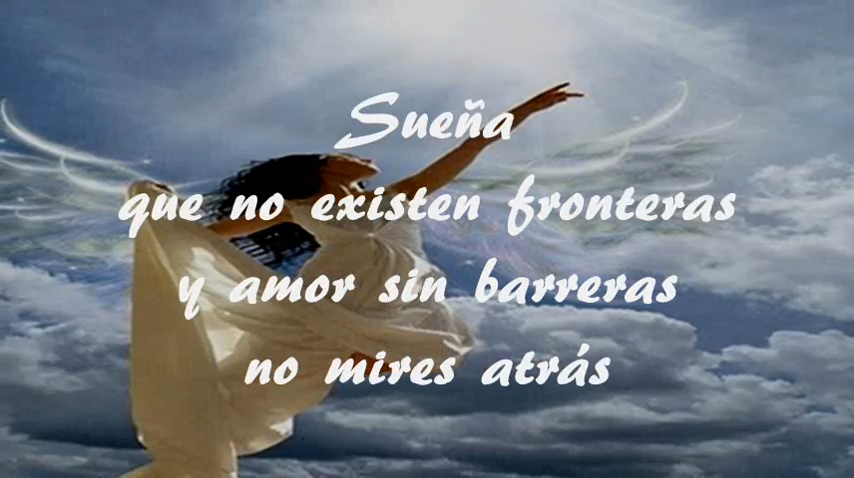 Sueña
que no existen fronteras
y amor sin barreras
no mires atrás